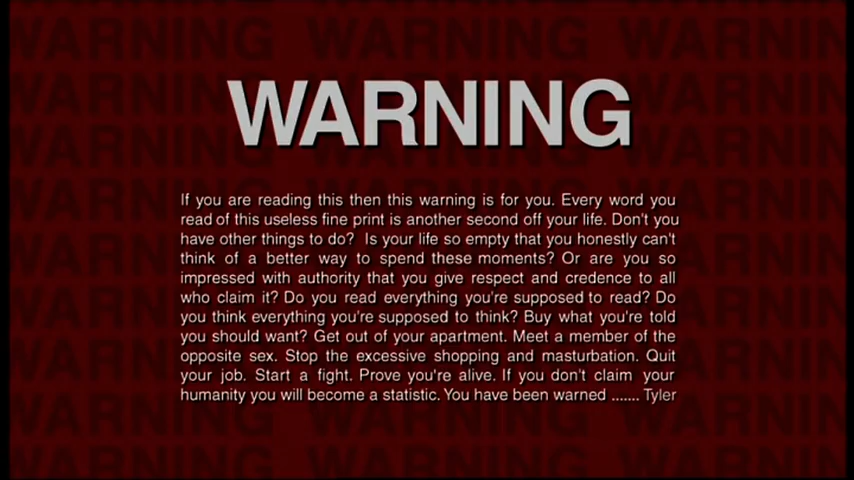 WARNING
If you are reading this then this warning is for you. Every word you
read of this useless fine print is another second off your life. Don't you
have other things to do? Is your life so empty that you honestly can't
think of a better way to spend these moments? Or are you so
impressed with authority that you give respect and credence to all
who claim it? Do you read everything you're supposed to read? Do
you think everything you're supposed to think? Buy what you're told
you should want? Get out of your apartment. Meet a member of the
opposite sex. Stop the excessive shopping and masturbation. Quit
your job. Start a fight. Prove you're alive. If you don't claim your
humanity you will become a statistic. You have been warned ....... Tyler